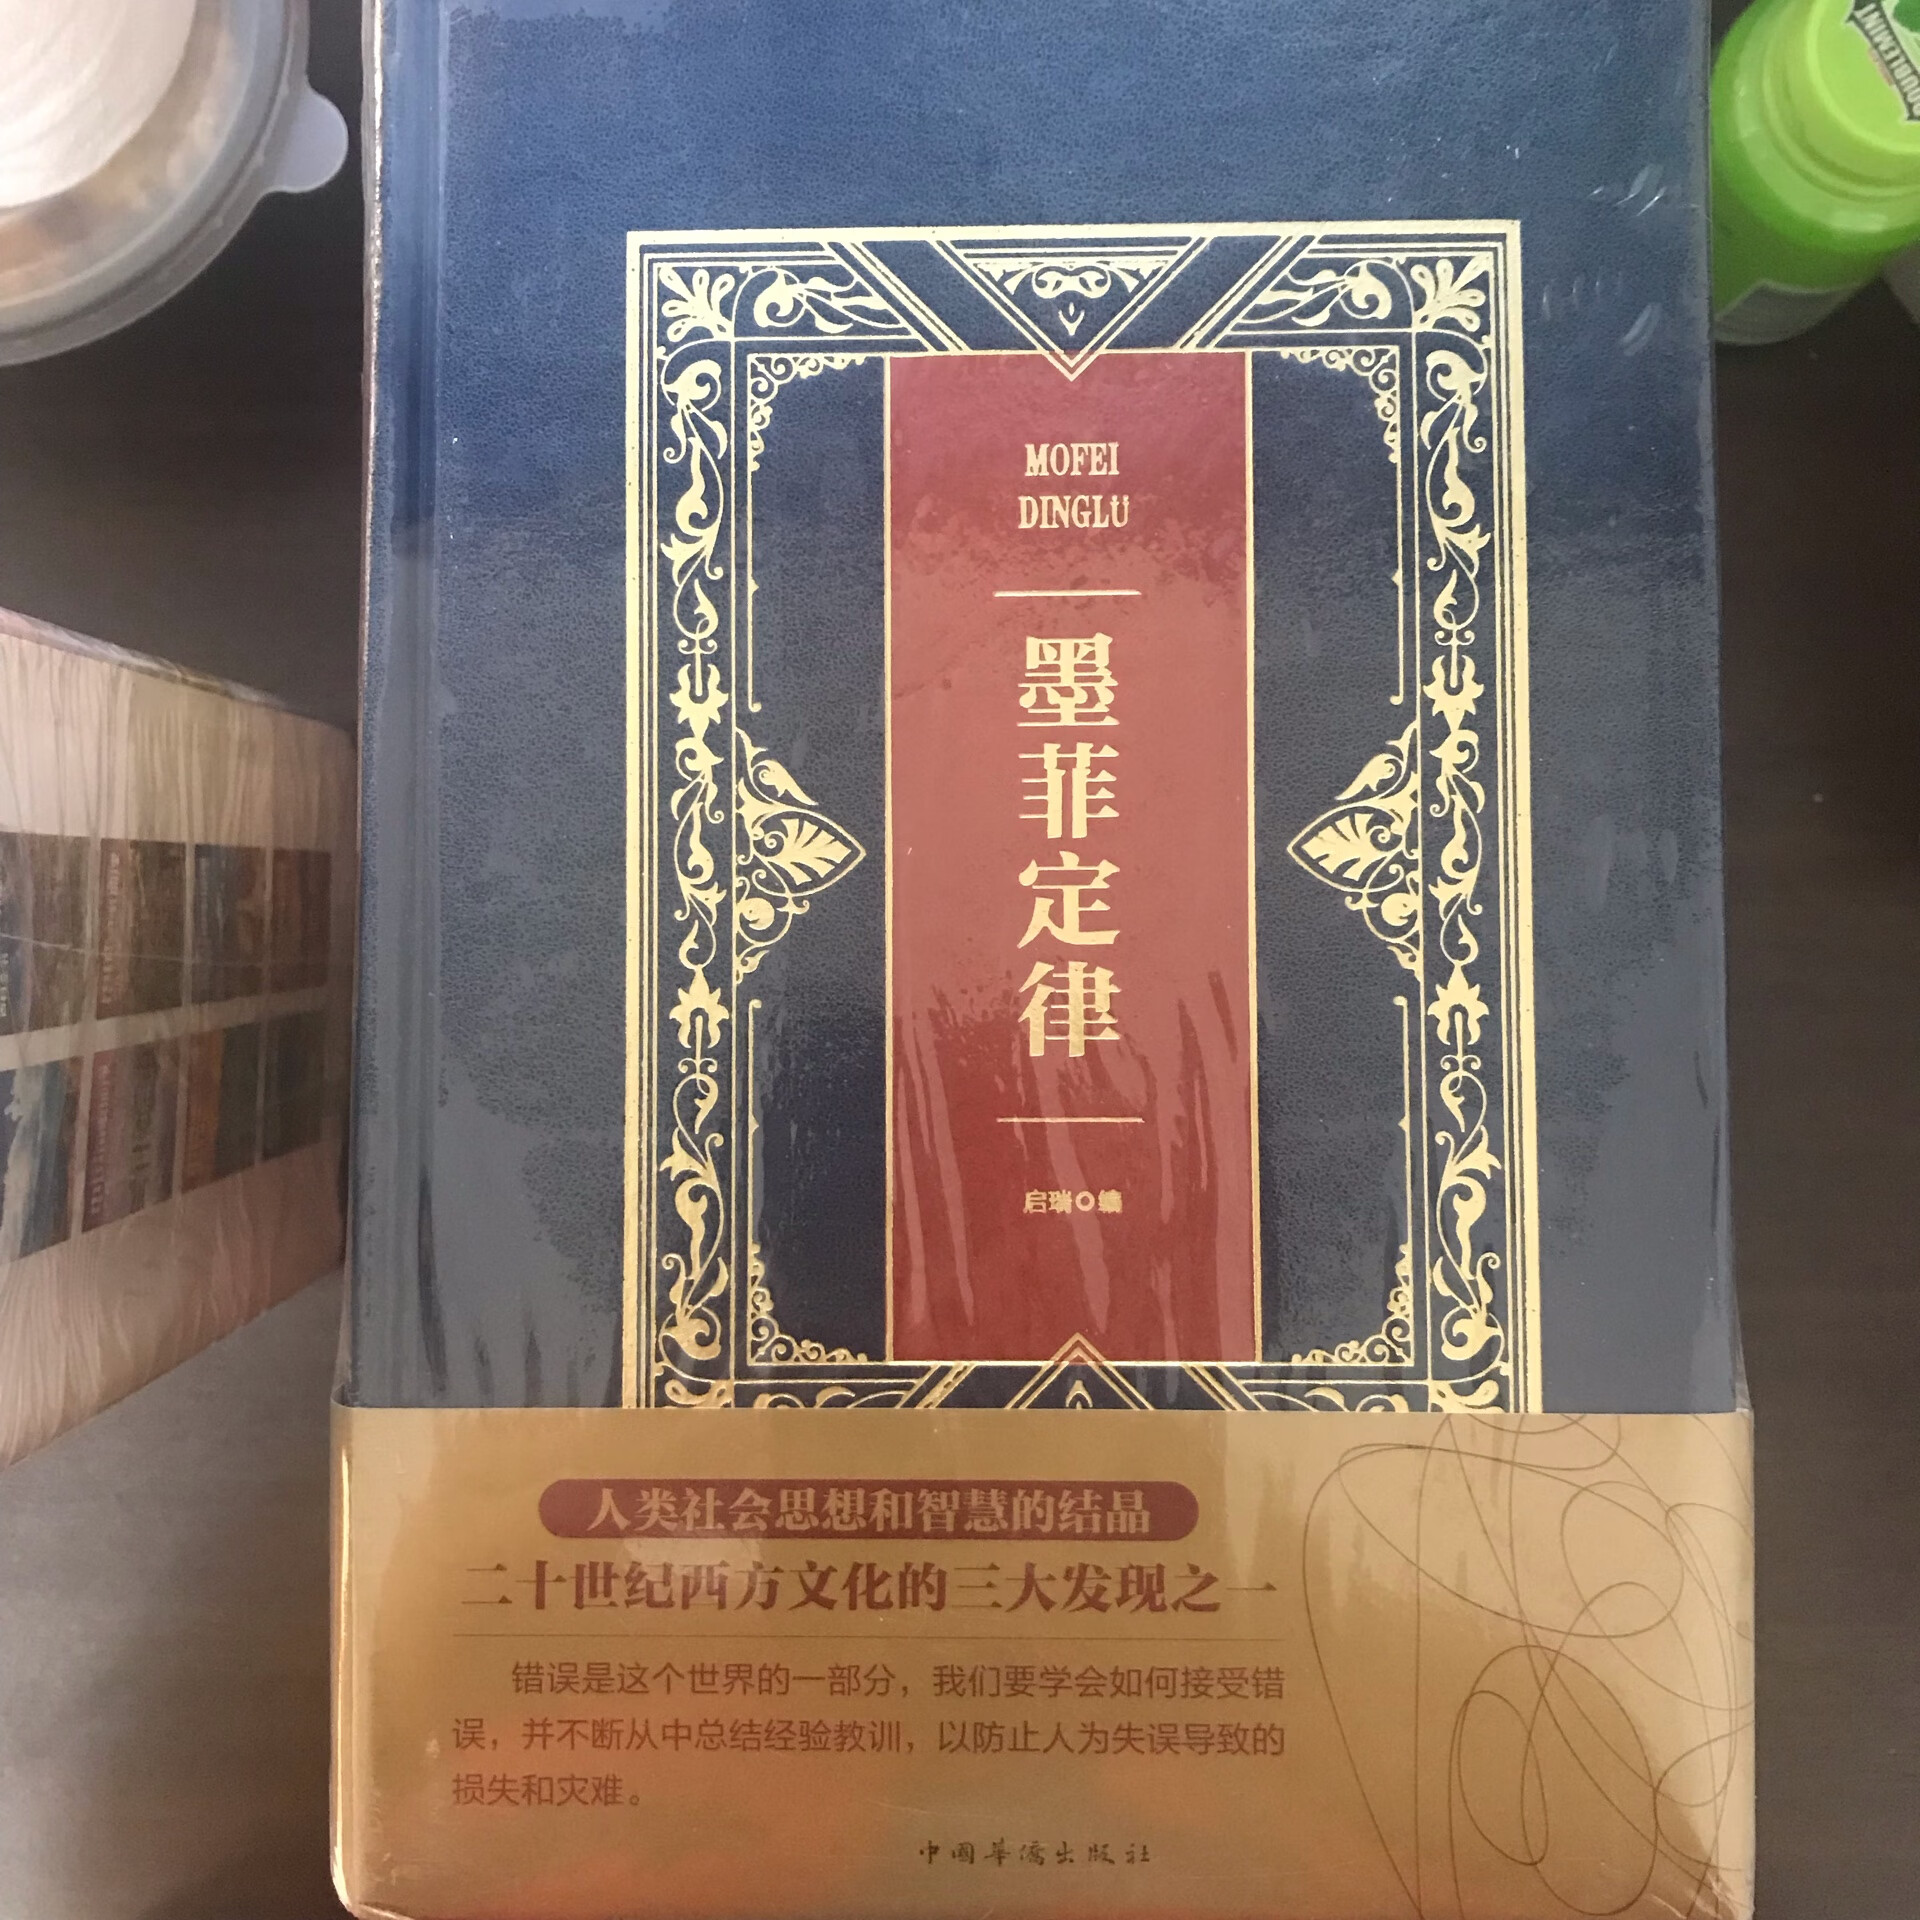 MOFEI
DINGLÜ
墨菲定律
启瑞○编
人类社会思想和智慧的结晶
二十世纪西方文化的三大发现之一
错误是这个世界的一部分，我们要学会如何接受错
误，并不断从中总结经验教训，以防止人为失误导致的
损失和灾难。
中國華僑出版社
DOUBLEMINT